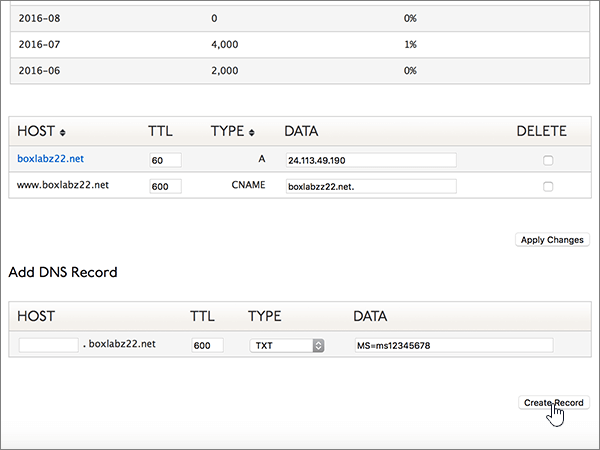 2016-08 0 0%
2016-07 4,000 1%
2016-06 2,000 0%
HOST TTL TYPE DATA DELETE
boxlabz22.net 60 A 24.113.49.190
www.boxlabz22.net 600 CNAME boxlabzz22.net.
Apply Changes
Add DNS Record
HOST TTL TYPE DATA
. boxlabz22.net 600 TXT MS=ms12345678
Create Record